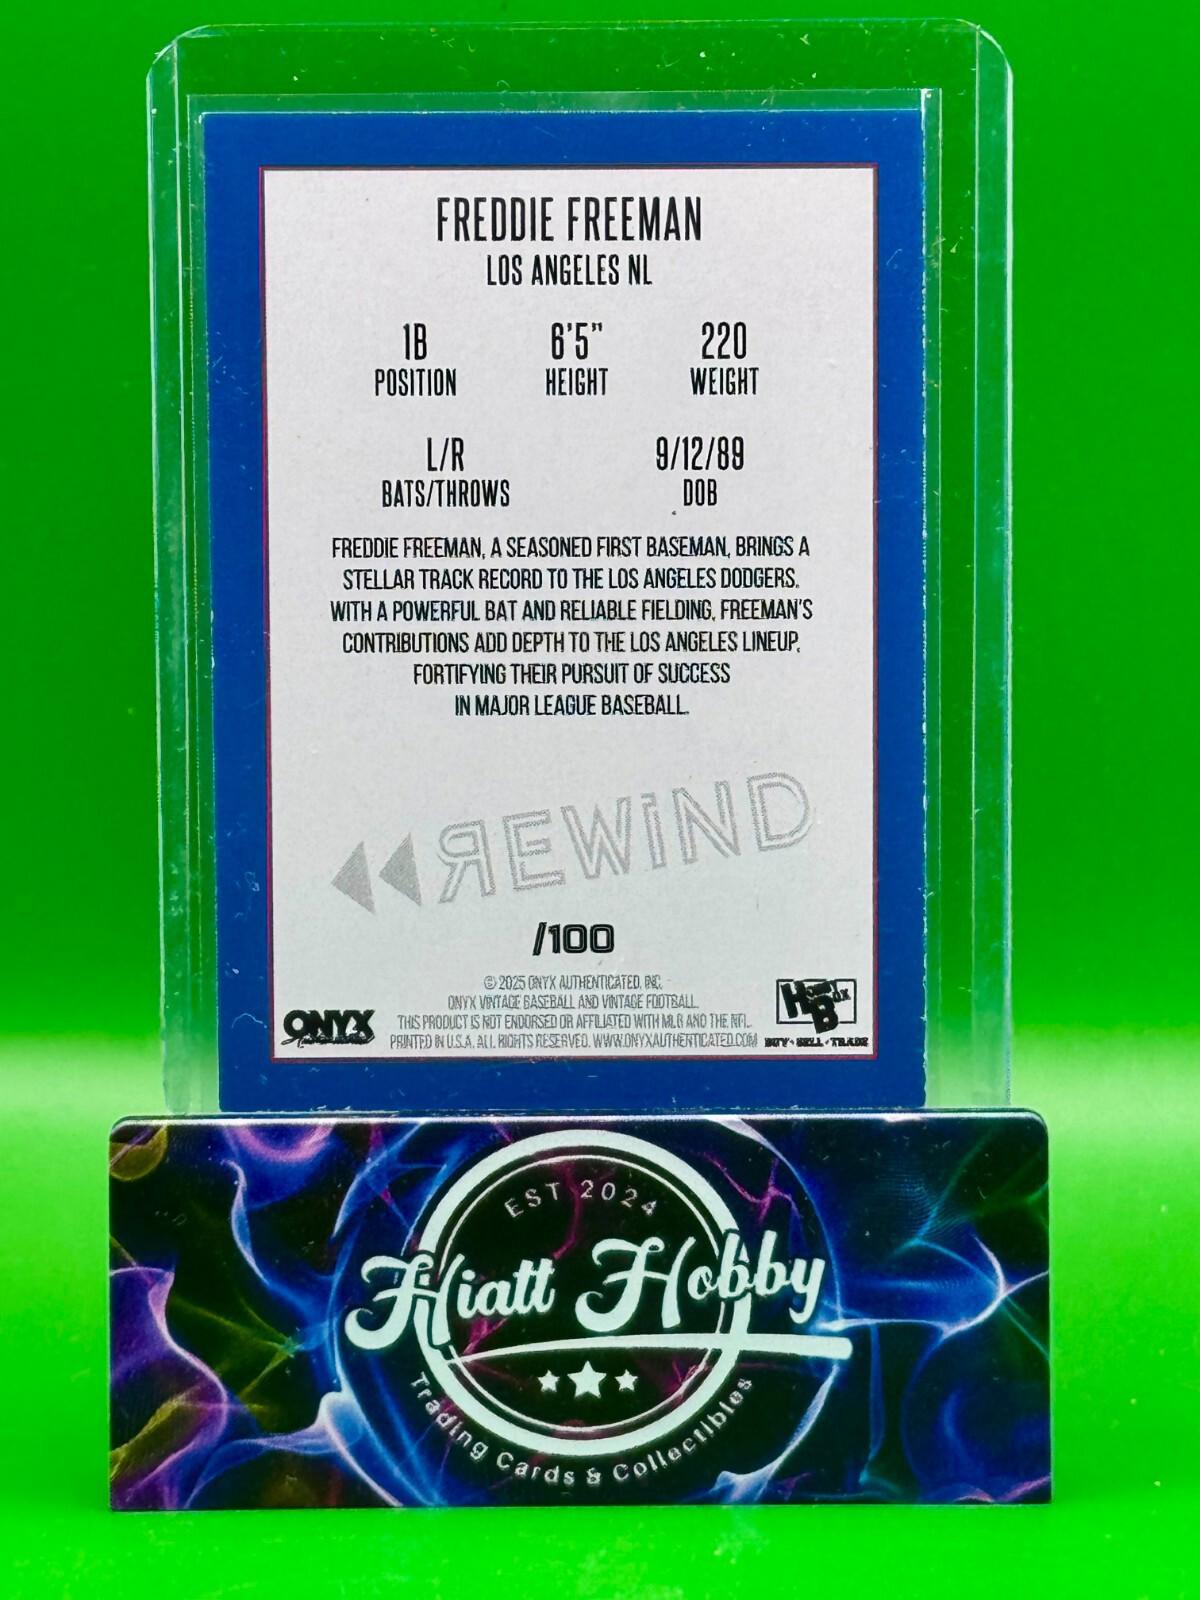 FREDDIE FREEMAN
LOS ANGELES NL
1B
POSITION
6'5"
HEIGHT
220
WEIGHT
L/R
BATS/THROWS
9/12/89
DOB
FREDDIE FREEMAN, A SEASONED FIRST BASEMAN, BRINGS A
STELLAR TRACK RECORD TO THE LOS ANGELES DODGERS.
WITH A POWERFUL BAT AND RELIABLE FIELDING, FREEMAN'S
CONTRIBUTIONS ADD DEPTH TO THE LOS ANGELES LINEUP,
FORTIFYING THEIR PURSUIT OF SUCCESS
IN MAJOR LEAGUE BASEBALL.
REWIND
/100
© 2025 ONYX AUTHENTICATED, INC.
ONYX VINTAGE BASEBALL AND VINTAGE FOOTBALL.
THIS PRODUCT IS NOT ENDORSED OR AFFILIATED WITH MLB AND THE NFL.
PRINTED IN U.S.A. ALL RIGHTS RESERVED. WWW.ONYXAUTHENTICATED.COM
ONYX
BUY • SELL • TRADE
EST 2024
Hiatt Hobby
Trading Cards & Collectibles